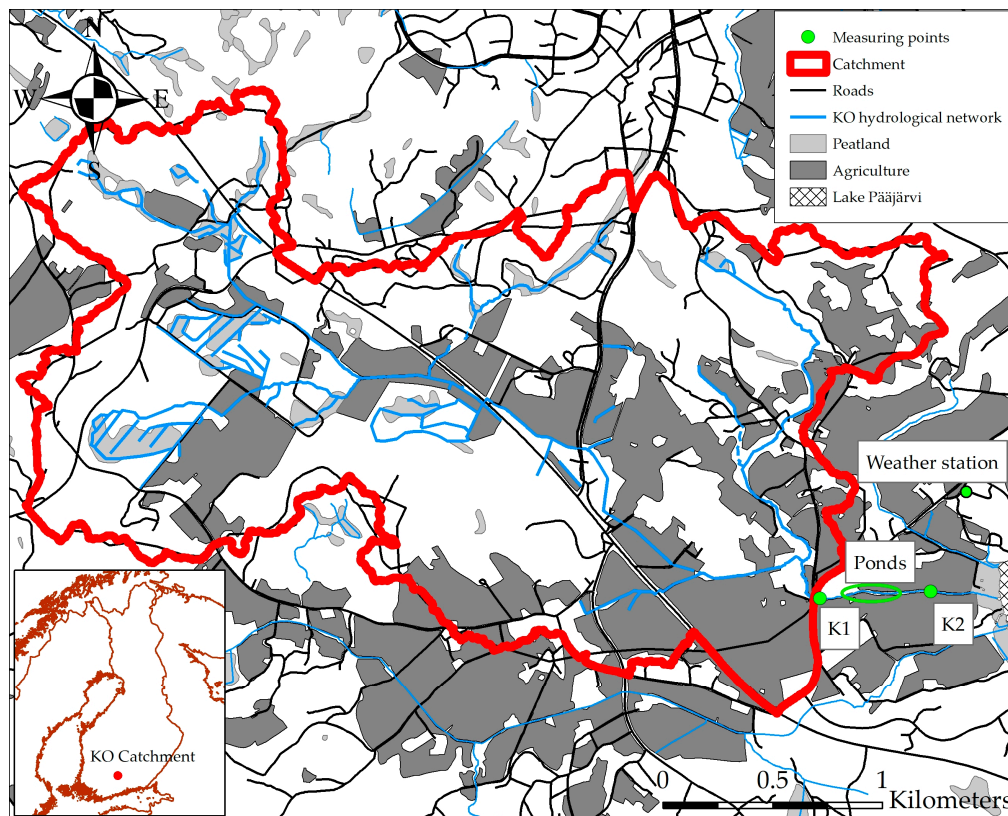 N
W
E
S
Measuring points
Catchment
Roads
KO hydrological network
Peatland
Agriculture
Lake Pääjärvi
Weather station
Ponds
K1
K2
KO Catchment
0 0.5 1
Kilometers